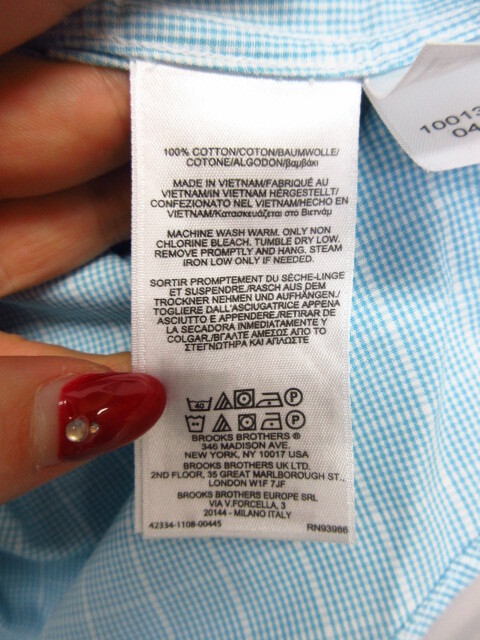 100% COTTON/COTON/BAUMWOLLE/
COTONE/ALGODON/βαμβάκι
MADE IN VIETNAM/FABRIQUÉ AU
VIETNAM/IN VIETNAM HERGESTELLT/
CONFEZIONATO NEL VIETNAM/HECHO EN
VIETNAM/Κατασκευάζεται στο Βιετνάμ
MACHINE WASH WARM. ONLY NON
CHLORINE BLEACH. TUMBLE DRY LOW.
REMOVE PROMPTLY AND HANG. STEAM
IRON LOW ONLY IF NEEDED.
SORTIR PROMPTEMENT DU SÈCHE-LINGE
ET SUSPENDRE./RASCH AUS DEM
TROCKNER NEHMEN UND AUFHÄNGEN./
TOGLIERE DALL'ASCIUGATRICE APPENA
ASCIUTTO E APPENDERE./RETIRAR DE
LA SECADORA INMEDIATAMENTE Y
COLGAR./ΒΓΑΛΤΕ ΑΜΕΣΩΣ ΑΠΟ ΤΟ
ΣΤΕΓΝΩΤΗΡΑ ΚΑΙ ΑΠΛΩΣΤΕ
40 P
P
BROOKS BROTHERS ®
346 MADISON AVE.
NEW YORK, NY 10017 USA
BROOKS BROTHERS UK LTD.
2ND FLOOR, 35 GREAT MARLBOROUGH ST.,
LONDON W1F 7JF
BROOKS BROTHERS EUROPE SRL
VIA V.FORCELLA, 3
20144 - MILANO ITALY
42334-1108-00445 RN93986
10013
04